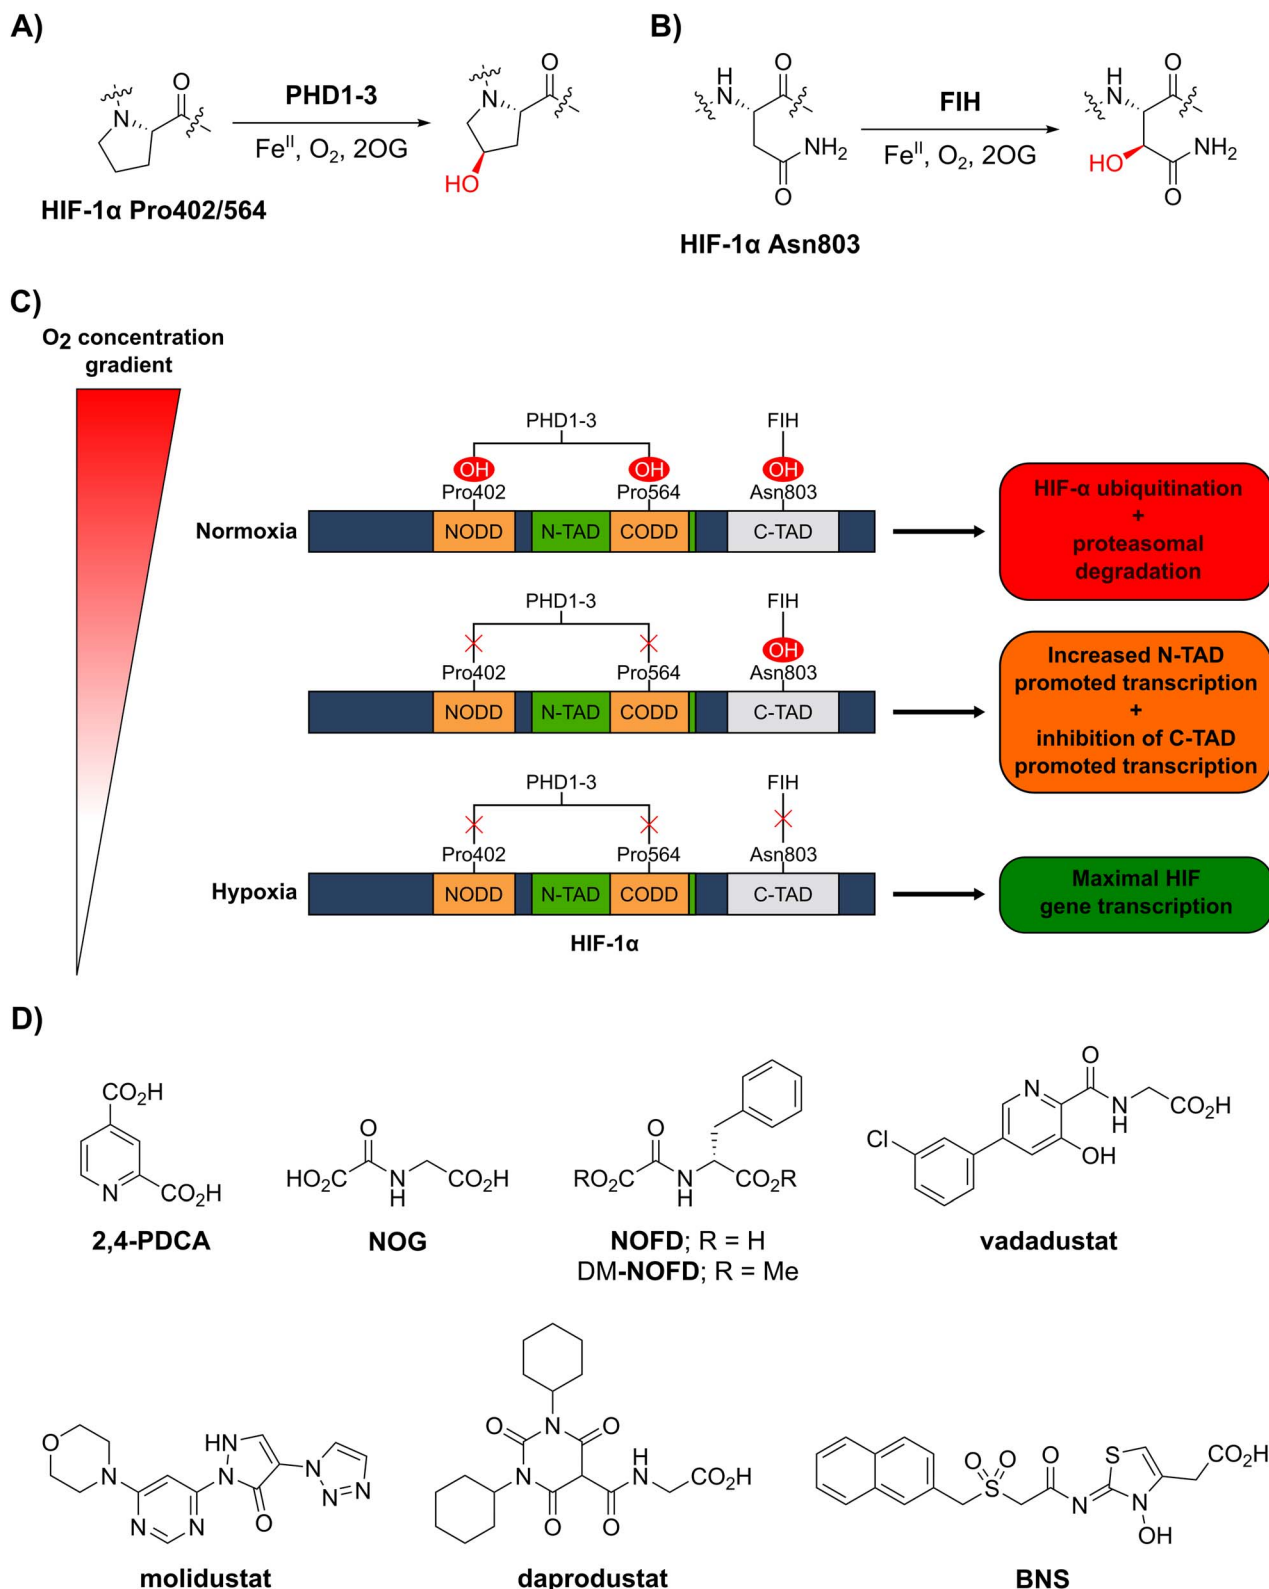 A)
N
O
PHD1-3
Feᴵᴵ, O₂, 2OG
N
O
HO
HIF-1α Pro402/564
B)
H
N
O
NH₂
O
FIH
Feᴵᴵ, O₂, 2OG
H
N
O
HO
NH₂
O
HIF-1α Asn803
C)
O₂ concentration
gradient
Normoxia
PHD1-3
FIH
OH
OH
OH
Pro402
Pro564
Asn803
NODD
N-TAD
CODD
C-TAD
HIF-α ubiquitination
+
proteasomal
degradation
PHD1-3
FIH
OH
Pro402
Pro564
Asn803
NODD
N-TAD
CODD
C-TAD
Increased N-TAD
promoted transcription
+
inhibition of C-TAD
promoted transcription
Hypoxia
PHD1-3
FIH
Pro402
Pro564
Asn803
NODD
N-TAD
CODD
C-TAD
HIF-1α
Maximal HIF
gene transcription
D)
CO₂H
N
CO₂H
2,4-PDCA
O
HO₂C
N
H
CO₂H
NOG
O
RO₂C
N
H
CO₂R
NOFD; R = H
DM-NOFD; R = Me
O
N
N
H
CO₂H
Cl
OH
vadadustat
O
N
N
N
HN
N
O
N
N
N
molidustat
O
N
O
N
O
O
H
N
CO₂H
daprodustat
O
O
S
O
N
S
N
OH
CO₂H
BNS